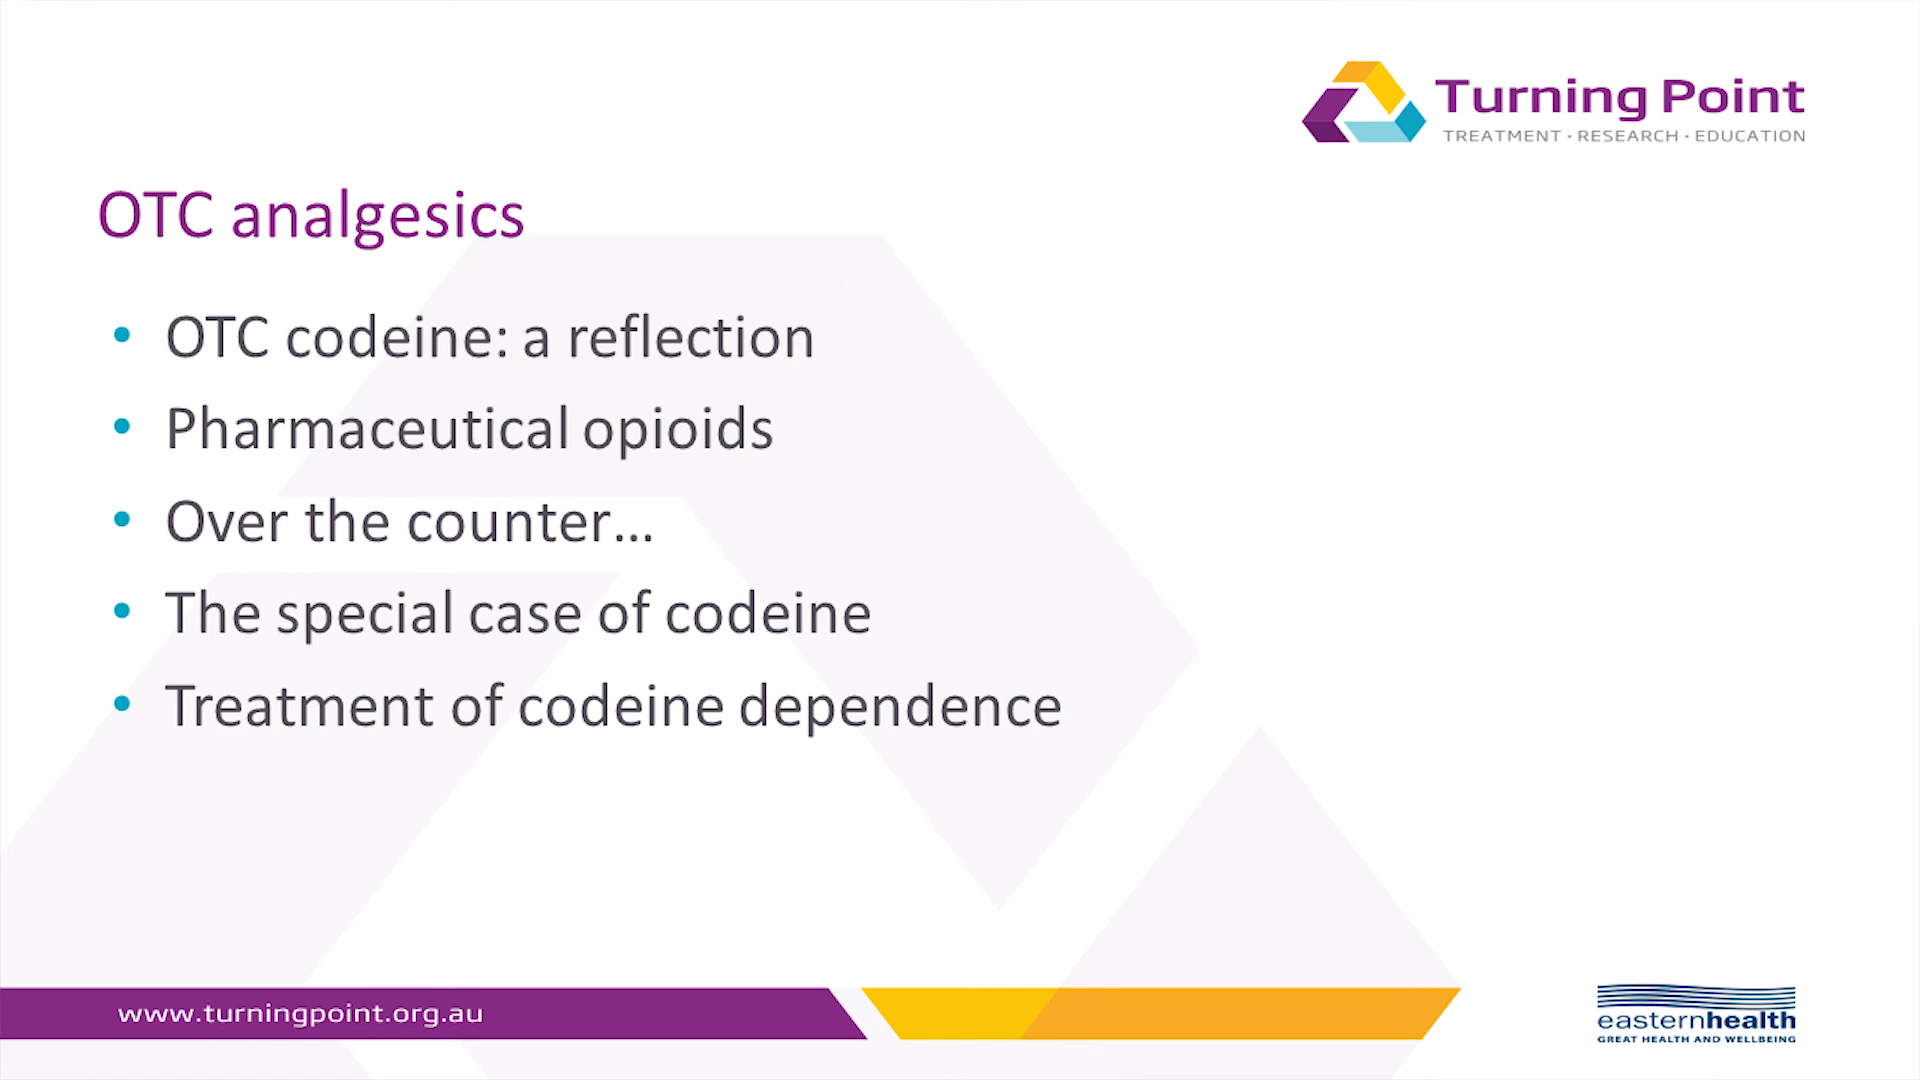 Turning Point
TREATMENT · RESEARCH · EDUCATION
OTC analgesics
• OTC codeine: a reflection
• Pharmaceutical opioids
• Over the counter...
• The special case of codeine
• Treatment of codeine dependence
www.turningpoint.org.au
easternhealth
GREAT HEALTH AND WELLBEING